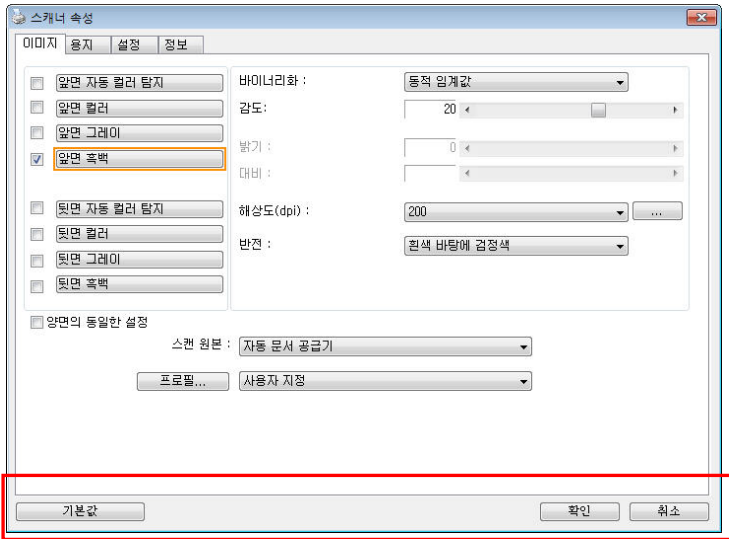 스캐너 속성
이미지 용지 설정 정보
앞면 자동 컬러 탐지 바이너리화 : 동적 임계값
앞면 컬러 감도: 20
앞면 그레이
앞면 흑백 밝기 : 0
대비 :
뒷면 자동 컬러 탐지 해상도(dpi) : 200 ...
뒷면 컬러 반전 : 흰색 바탕에 검정색
뒷면 그레이
뒷면 흑백
양면의 동일한 설정
스캔 원본 : 자동 문서 공급기
프로필... 사용자 지정
기본값 확인 취소